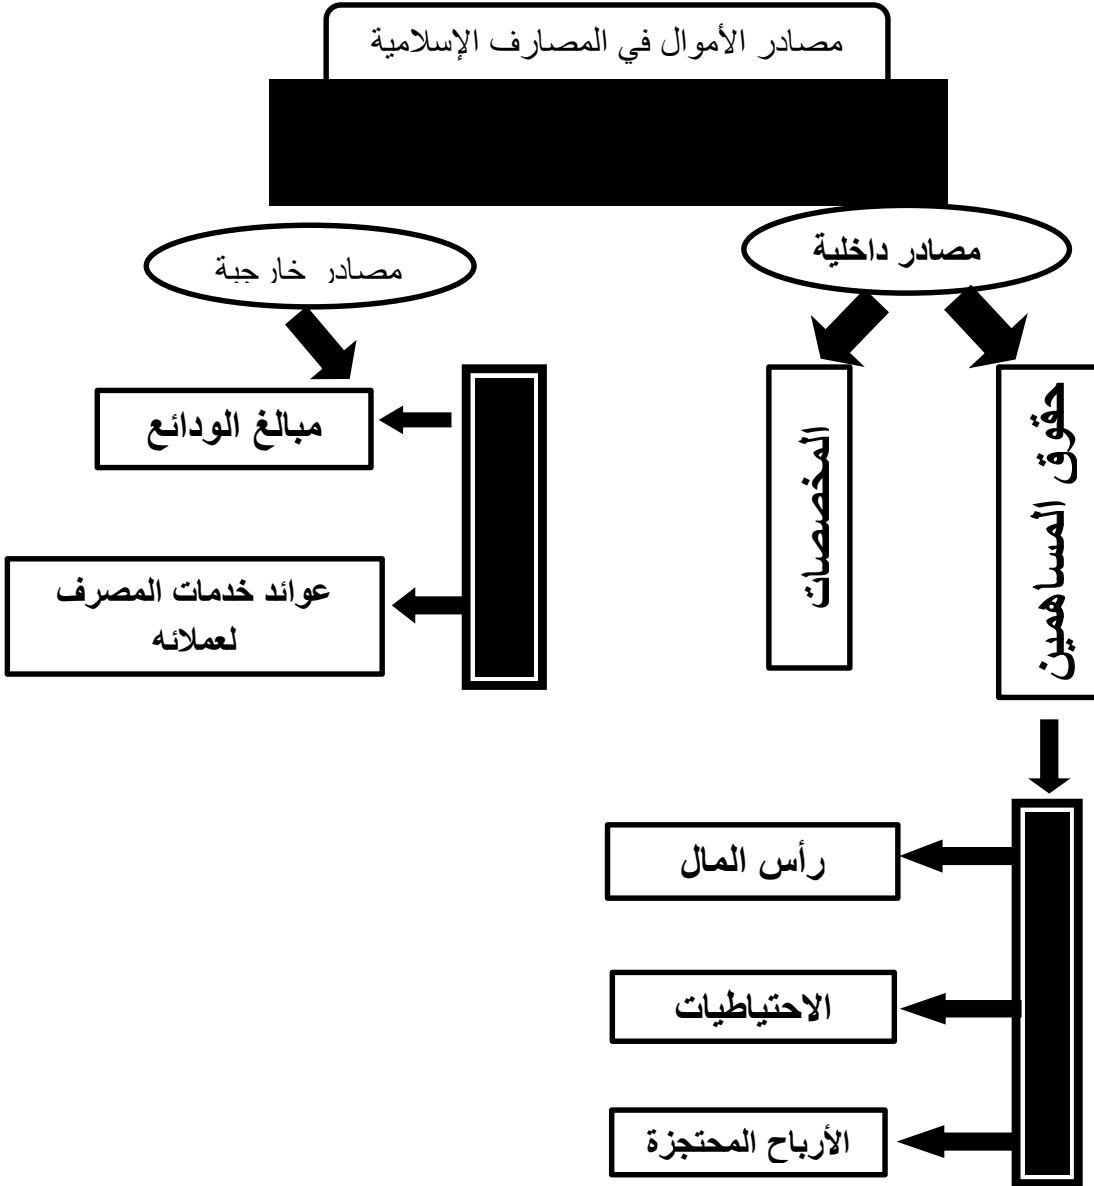 مصادر الأموال في المصارف الإسلامية
مصادر داخلية
مصادر خارجية
حقوق المساهمين
المخصصات
مبالغ الودائع
عوائد خدمات المصرف
لعملائه
رأس المال
الاحتياطيات
الأرباح المحتجزة